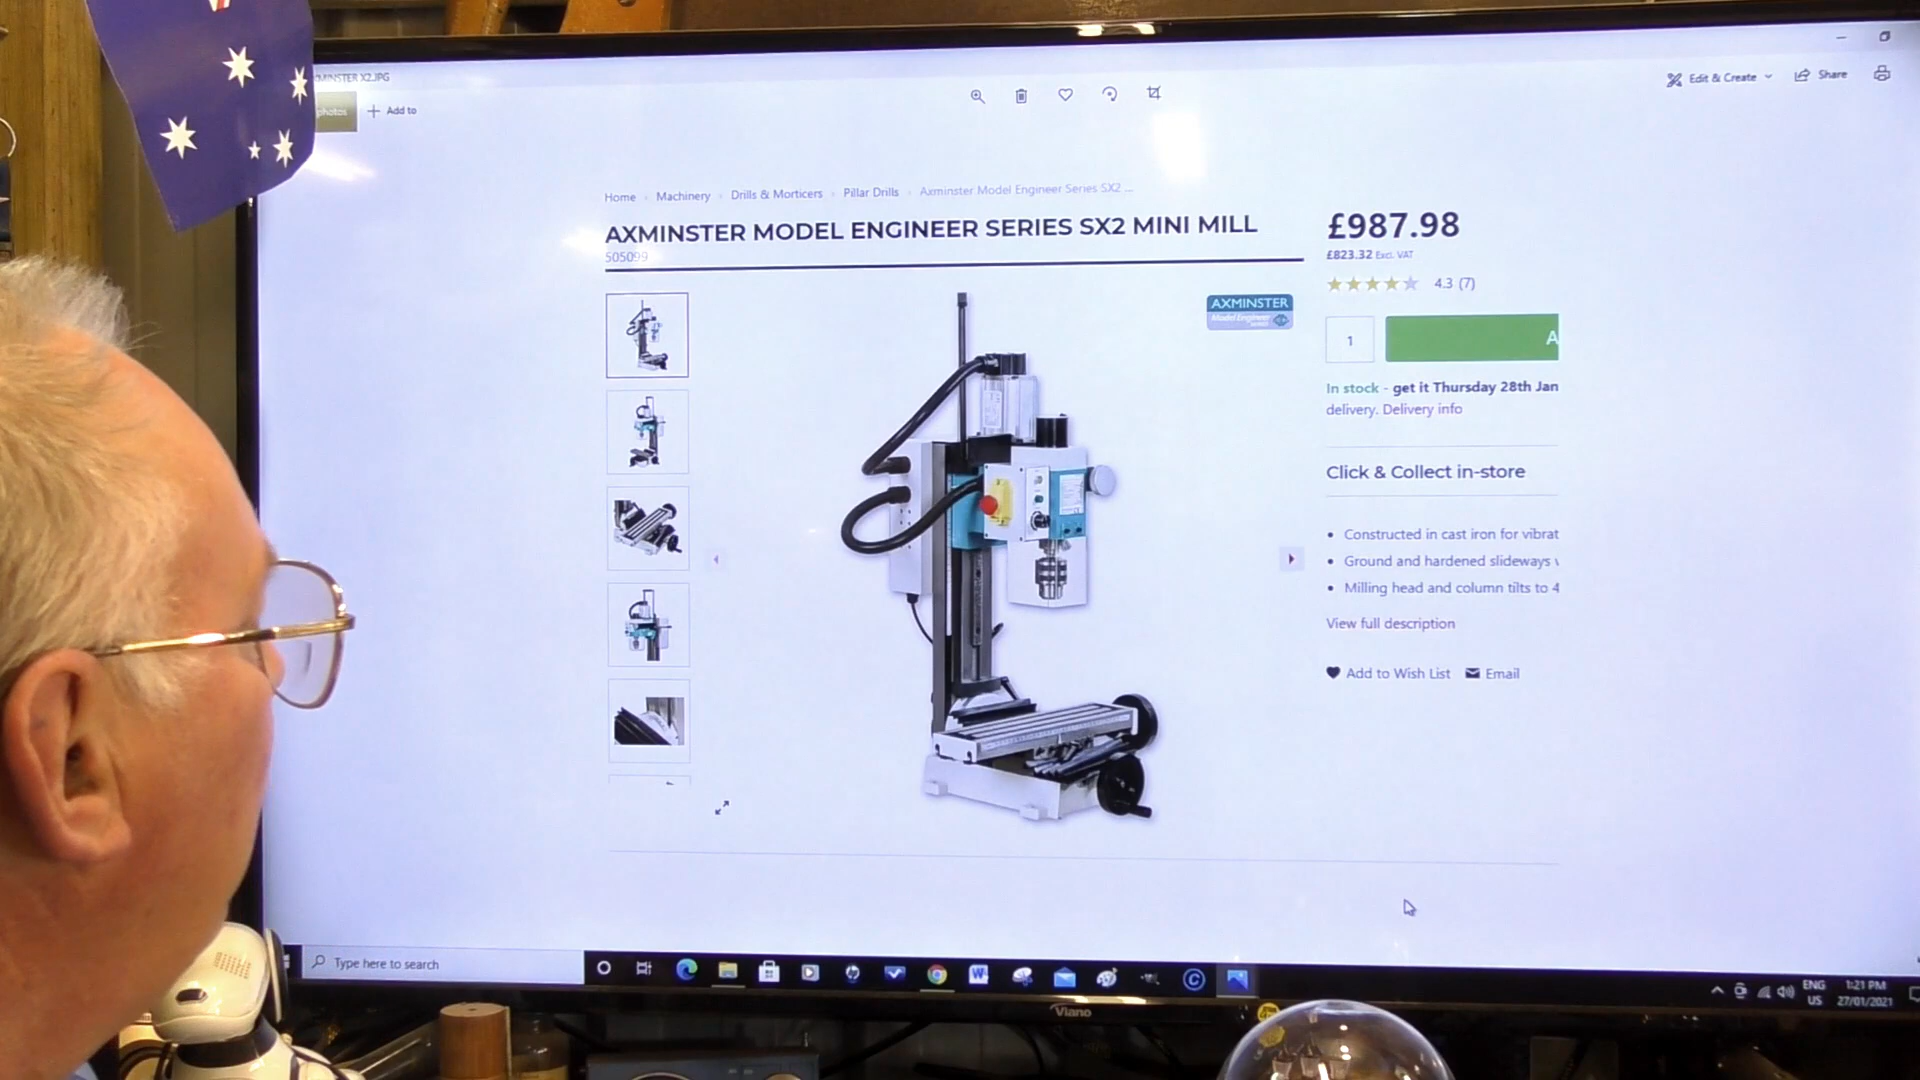 MINSTER X2.JPG
Edit & Create
Share
photos
Add to
Home › Machinery › Drills & Morticers › Pillar Drills › Axminster Model Engineer Series SX2 ...
AXMINSTER MODEL ENGINEER SERIES SX2 MINI MILL
505099
£987.98
£823.32 Excl. VAT
4.3 (7)
AXMINSTER
Model Engineer
SERIES
1
A
In stock - get it Thursday 28th Jan
delivery. Delivery info
Click & Collect in-store
• Constructed in cast iron for vibrat
• Ground and hardened slideways
• Milling head and column tilts to 4
View full description
Add to Wish List
Email
Type here to search
ENG
US
1:21 PM
27/01/2021
Viano